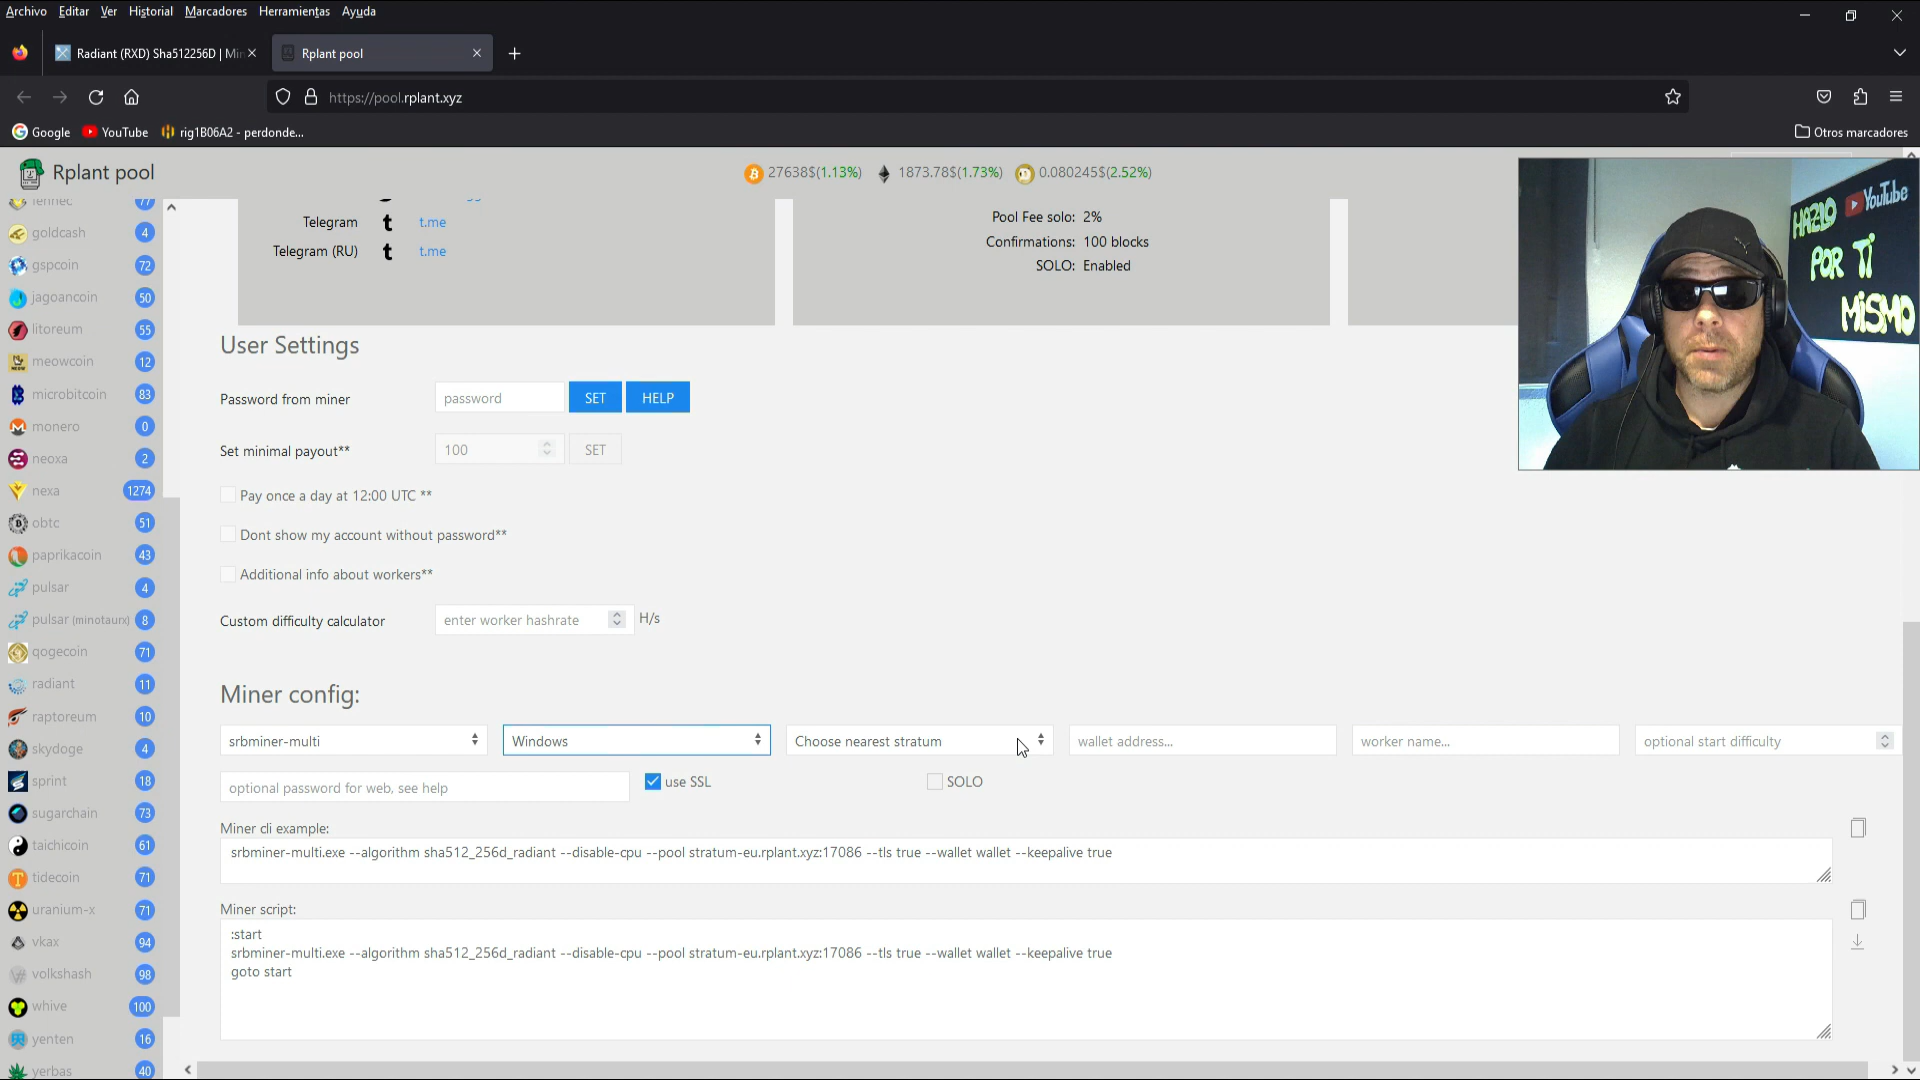 Archivo Editar Ver Historial Marcadores Herramientas Ayuda
Radiant (RXD) Sha512256D | Min
Rplant pool
https://pool.rplant.xyz
Google YouTube rig1B06A2 - perdonde...
Otros marcadores
Rplant pool
27638$(1.13%) 1873.78$(1.73%) 0.080245$(2.52%)
fennec 77
goldcash 4
gspcoin 72
jagoancoin 50
litoreum 55
meowcoin 12
microbitcoin 83
monero 0
neoxa 2
nexa 1274
obtc 51
paprikacoin 43
pulsar 4
pulsar (minotaurx) 8
qogecoin 71
radiant 11
raptoreum 10
skydoge 4
sprint 18
sugarchain 73
taichicoin 61
tidecoin 71
uranium-x 71
vkax 94
volkshash 98
whive 100
yenten 16
yerbas 40
Telegram t t.me
Telegram (RU) t t.me
Pool Fee solo: 2%
Confirmations: 100 blocks
SOLO: Enabled
YouTube
HAZLO
POR TI
MISMO
User Settings
Password from miner password SET HELP
Set minimal payout** 100 SET
Pay once a day at 12:00 UTC **
Dont show my account without password**
Additional info about workers**
Custom difficulty calculator enter worker hashrate H/s
Miner config:
srbminer-multi Windows Choose nearest stratum wallet address... worker name... optional start difficulty
optional password for web, see help use SSL SOLO
Miner cli example:
srbminer-multi.exe --algorithm sha512_256d_radiant --disable-cpu --pool stratum-eu.rplant.xyz:17086 --tls true --wallet wallet --keepalive true
Miner script:
:start
srbminer-multi.exe --algorithm sha512_256d_radiant --disable-cpu --pool stratum-eu.rplant.xyz:17086 --tls true --wallet wallet --keepalive true
goto start